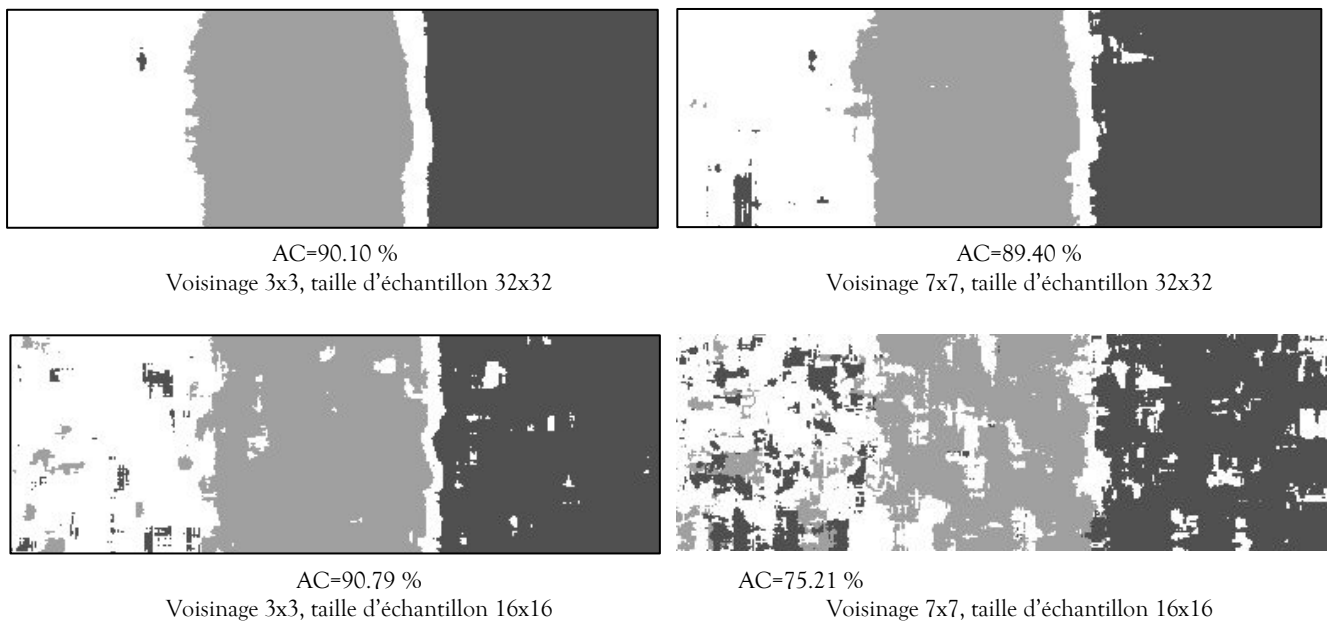 AC=90.10 %
Voisinage 3x3, taille d'échantillon 32x32
AC=89.40 %
Voisinage 7x7, taille d'échantillon 32x32
AC=90.79 %
Voisinage 3x3, taille d'échantillon 16x16
AC=75.21 %
Voisinage 7x7, taille d'échantillon 16x16